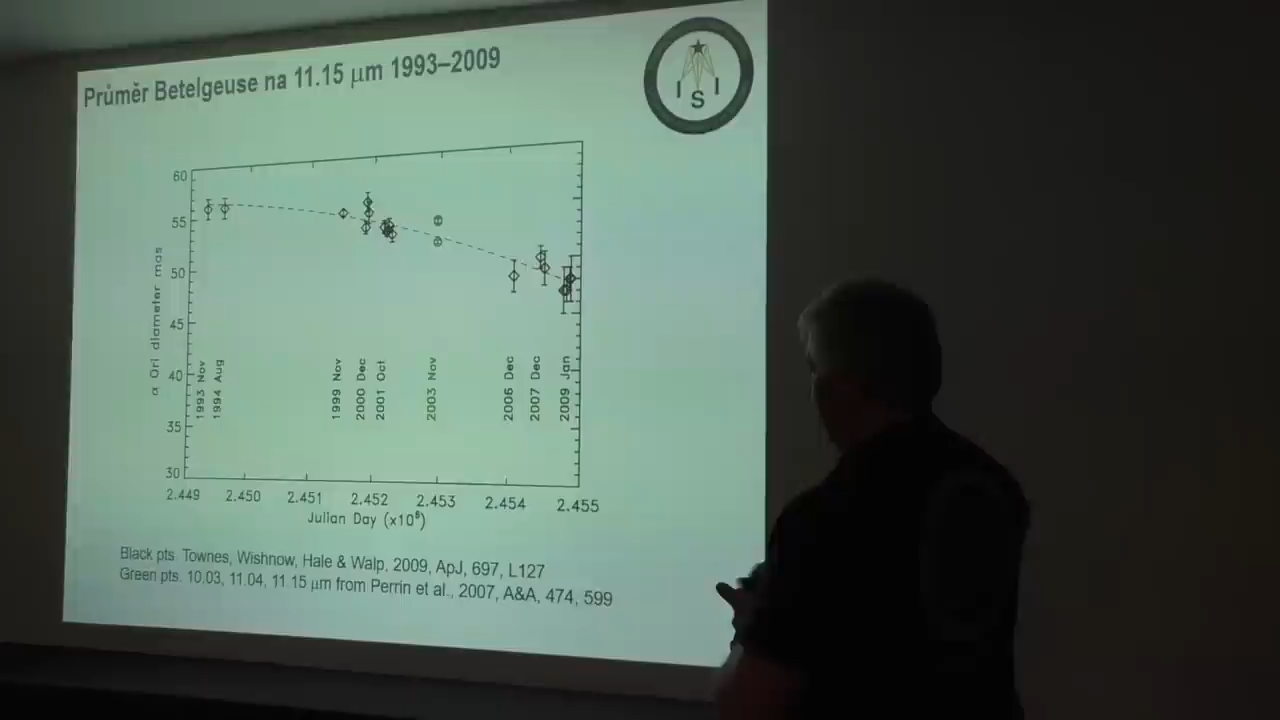 Průměr Betelgeuse na 11.15 μm 1993–2009
I S I
60
55
50
45
40
35
30
α Ori diameter mas
1993 Nov
1994 Aug
1999 Nov
2000 Dec
2001 Oct
2003 Nov
2006 Dec
2007 Dec
2009 Jan
2.449 2.450 2.451 2.452 2.453 2.454 2.455
Julian Day (x10⁶)
Black pts. Townes, Wishnow, Hale & Walp, 2009, ApJ, 697, L127
Green pts. 10.03, 11.04, 11.15 μm from Perrin et al., 2007, A&A, 474, 599